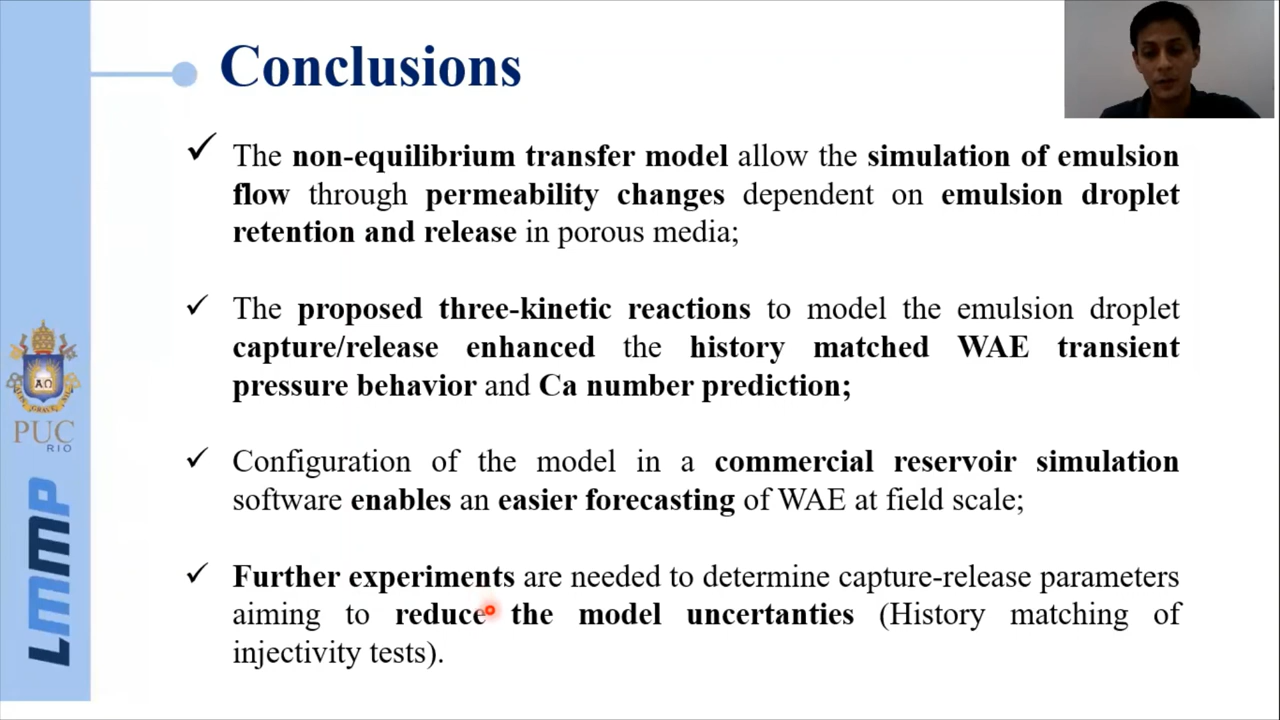 Conclusions
✓ The non-equilibrium transfer model allow the simulation of emulsion
flow through permeability changes dependent on emulsion droplet
retention and release in porous media;
✓ The proposed three-kinetic reactions to model the emulsion droplet
capture/release enhanced the history matched WAE transient
pressure behavior and Ca number prediction;
✓ Configuration of the model in a commercial reservoir simulation
software enables an easier forecasting of WAE at field scale;
✓ Further experiments are needed to determine capture-release parameters
aiming to reduce the model uncertanties (History matching of
injectivity tests).
ΑΩ
PUC
RIO
LMMP